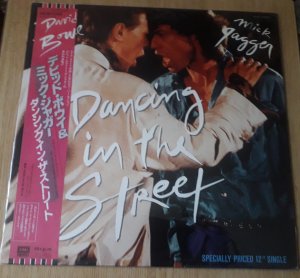 David
Bowie
mick
Jagger
デビッド・ボウイ&
ミック・ジャガー
ダンシング・イン・ザ・ストリート
Dancing
in the
Street
SPECIALLY PRICED 12" SINGLE